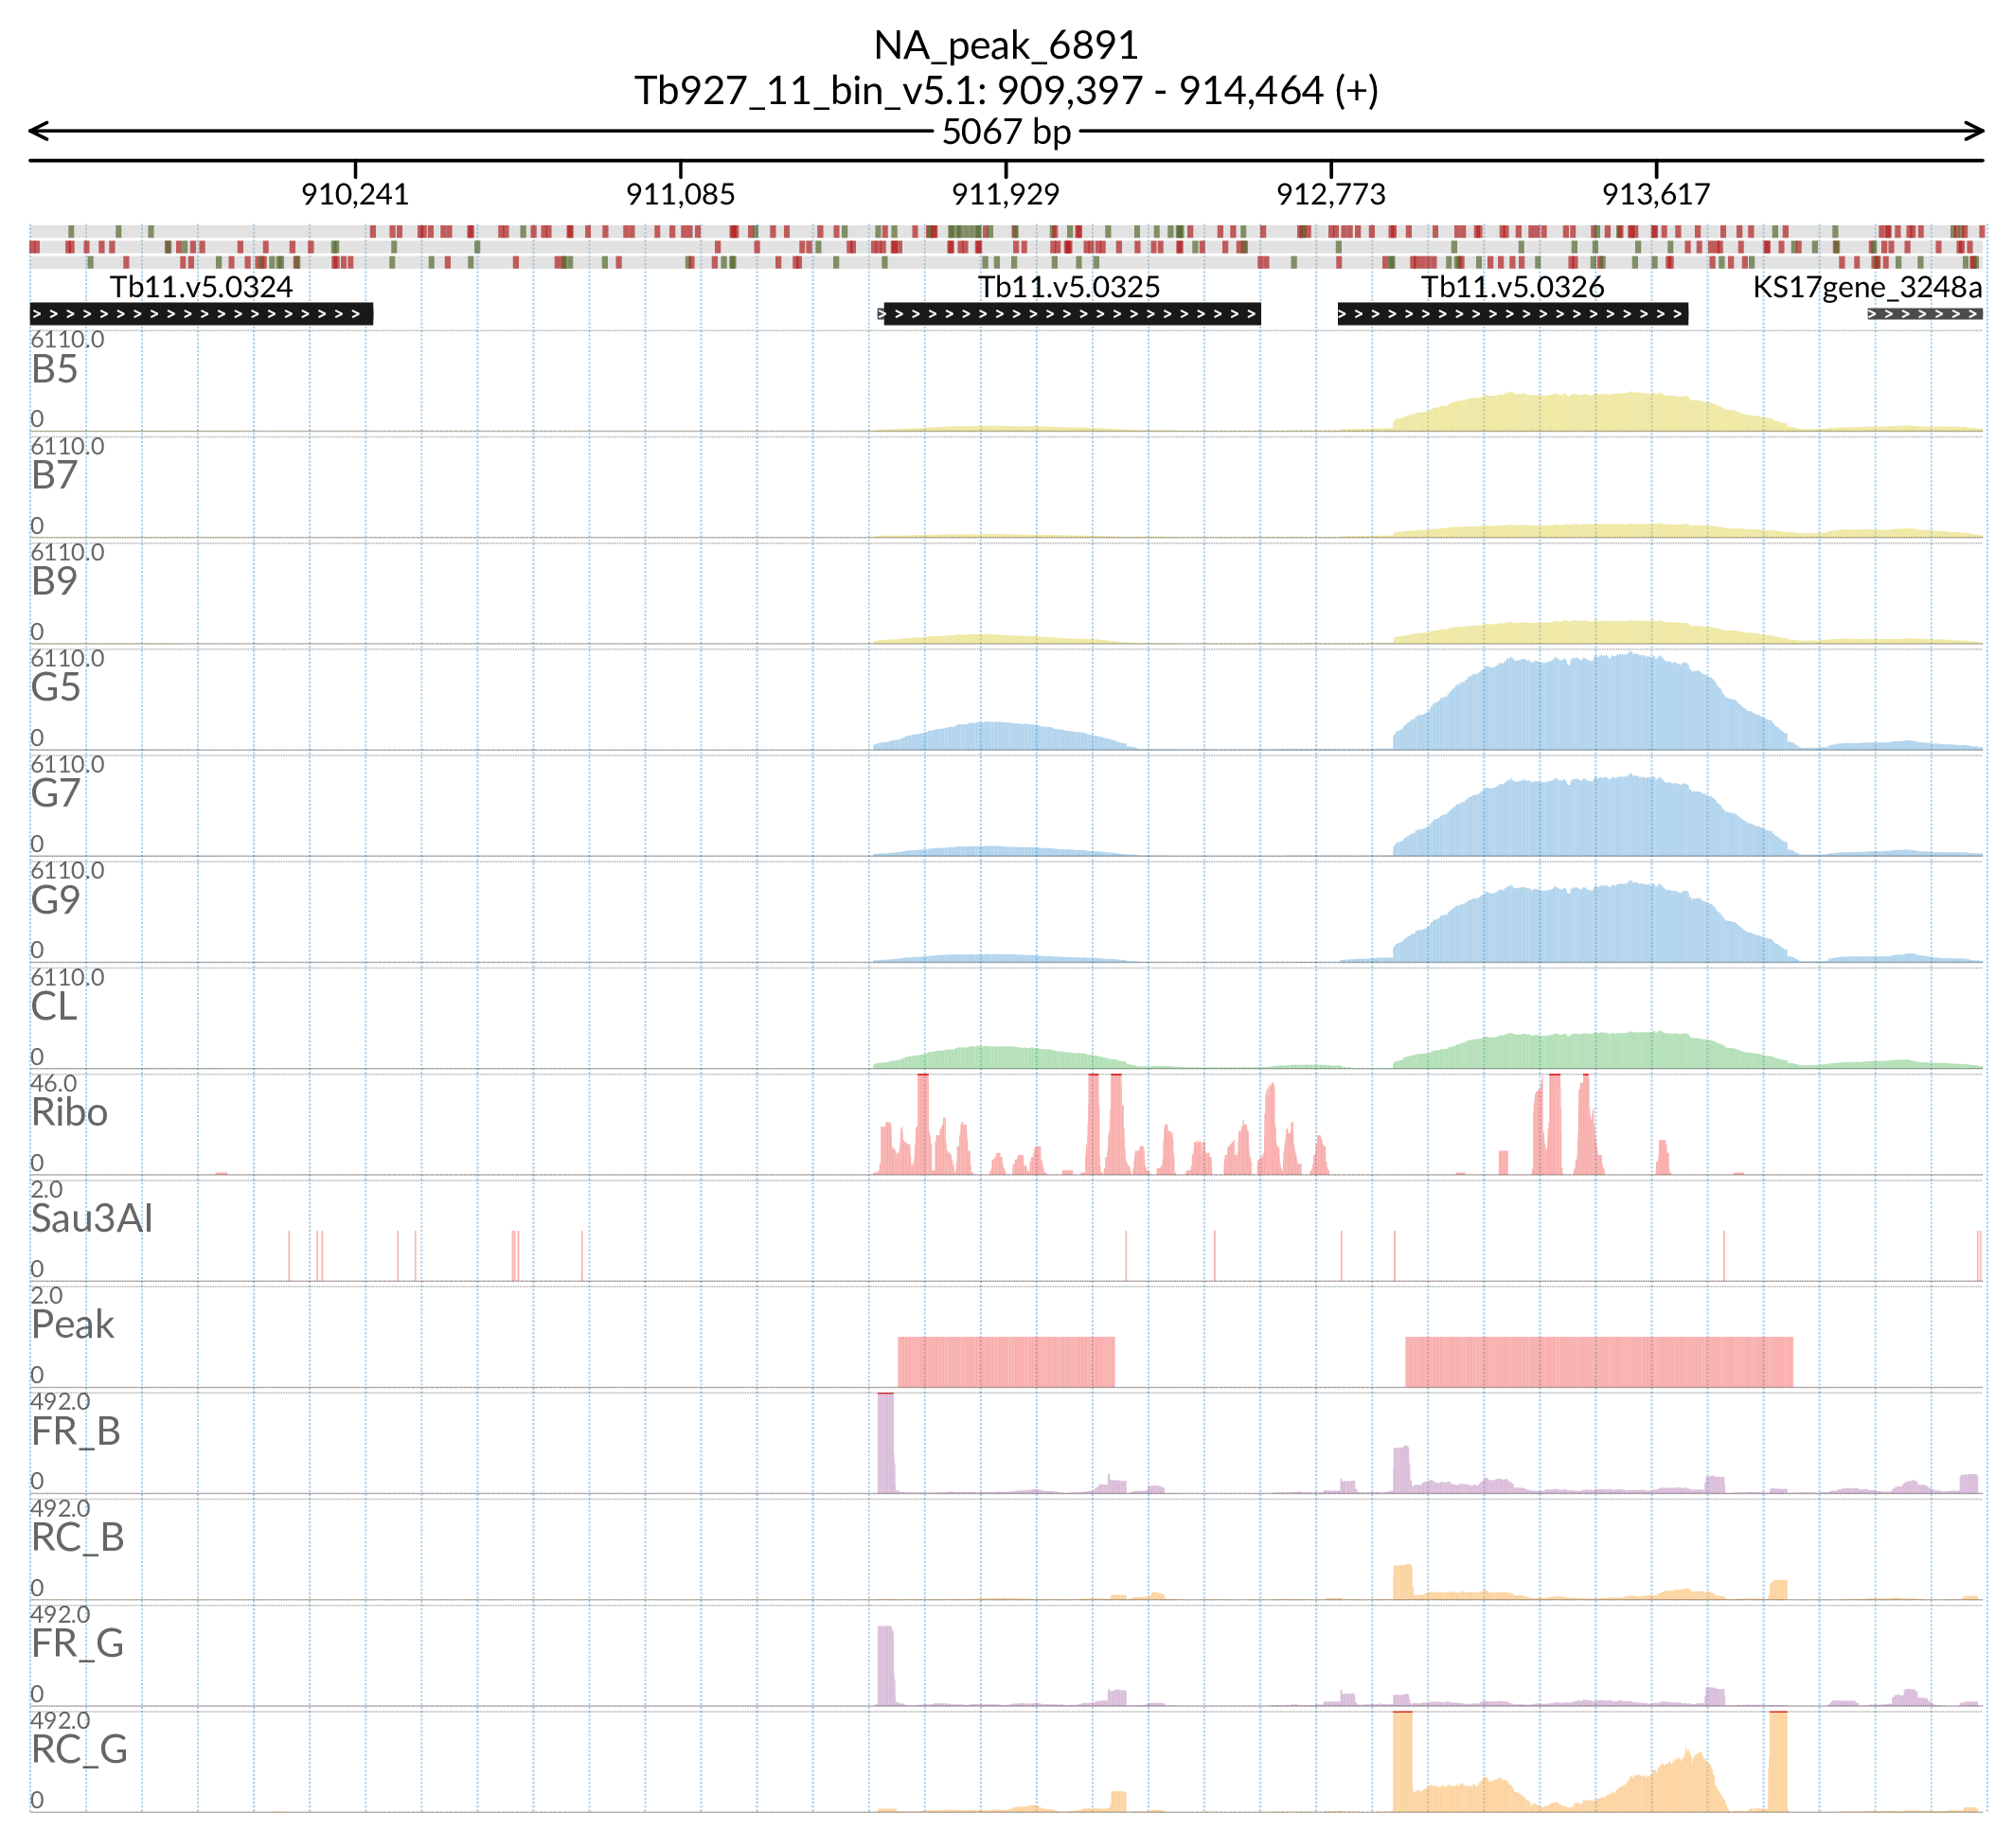 NA_peak_6891
Tb927_11_bin_v5.1: 909,397 - 914,464 (+)
5067 bp
910,241 911,085 911,929 912,773 913,617
Tb11.v5.0324 Tb11.v5.0325 Tb11.v5.0326 KS17gene_3248a
6110.0
B5
0
6110.0
B7
0
6110.0
B9
0
6110.0
G5
0
6110.0
G7
0
6110.0
G9
0
6110.0
CL
0
46.0
Ribo
0
2.0
Sau3AI
0
2.0
Peak
0
492.0
FR_B
0
492.0
RC_B
0
492.0
FR_G
0
492.0
RC_G
0